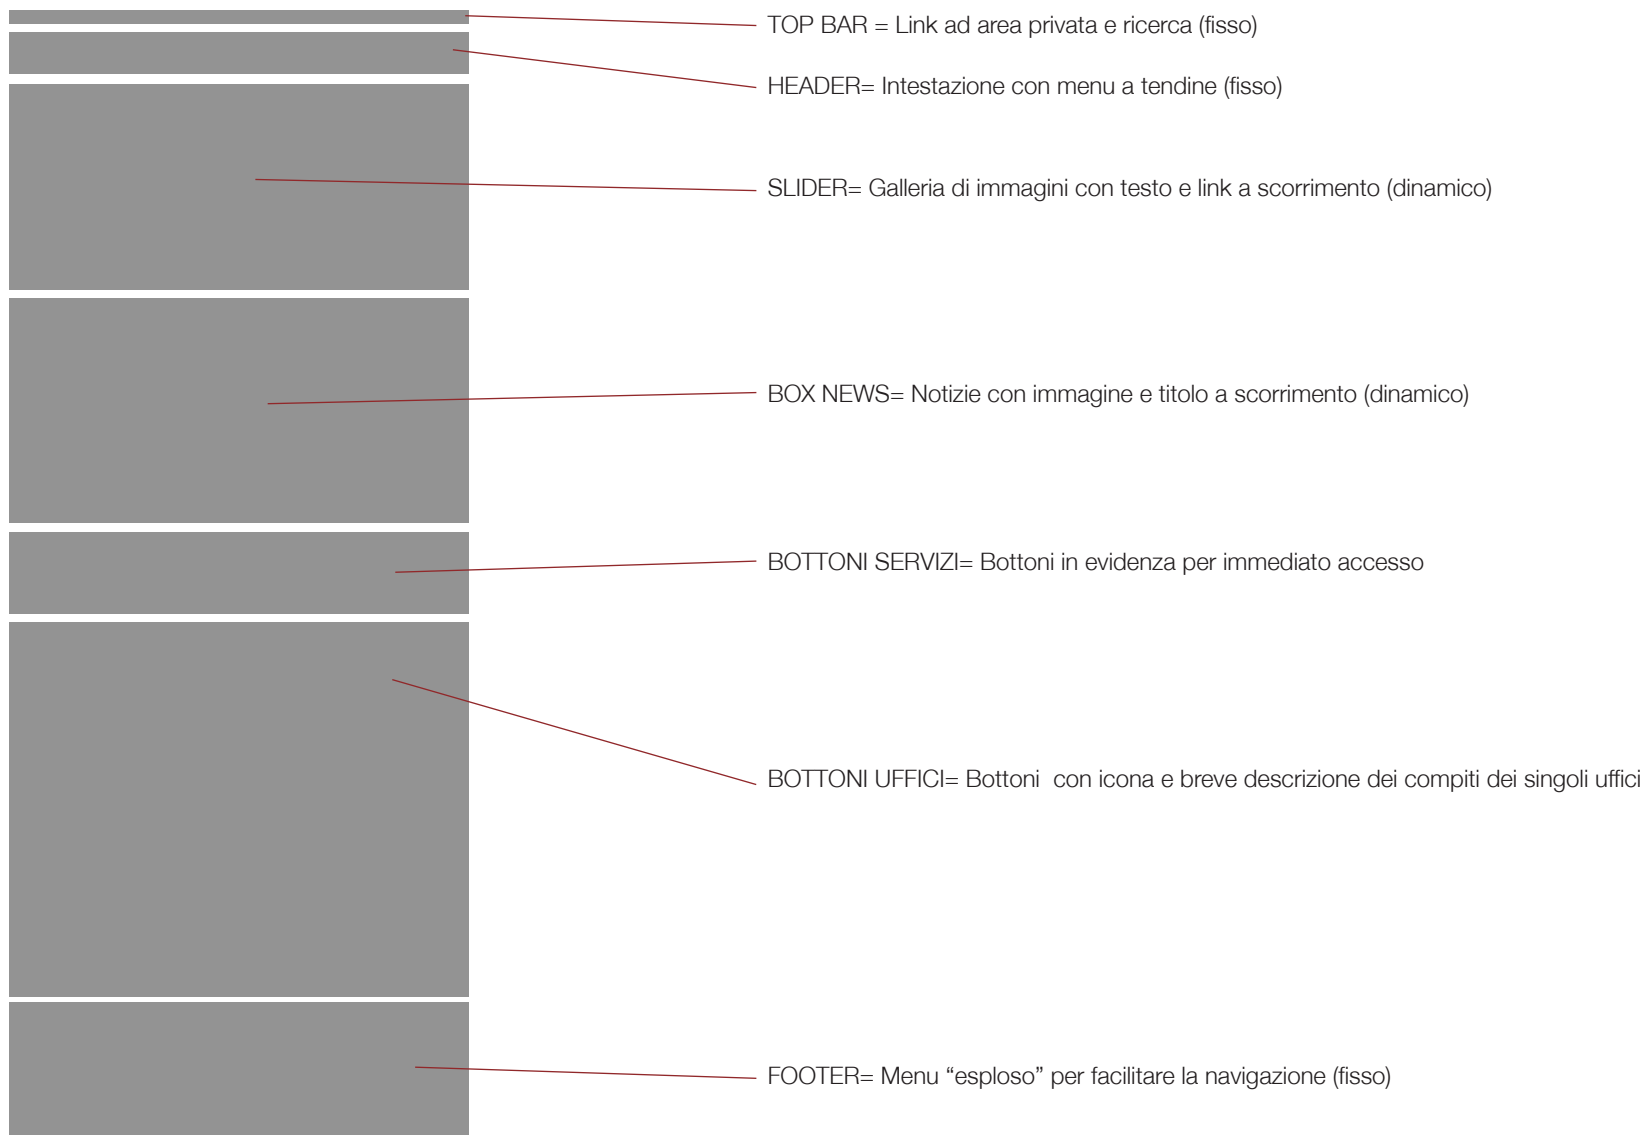 TOP BAR = Link ad area privata e ricerca (fisso)
HEADER= Intestazione con menu a tendine (fisso)
SLIDER= Galleria di immagini con testo e link a scorrimento (dinamico)
BOX NEWS= Notizie con immagine e titolo a scorrimento (dinamico)
BOTTONI SERVIZI= Bottoni in evidenza per immediato accesso
BOTTONI UFFICI= Bottoni  con icona e breve descrizione dei compiti dei singoli uffici
FOOTER= Menu “esploso” per facilitare la navigazione (fisso)